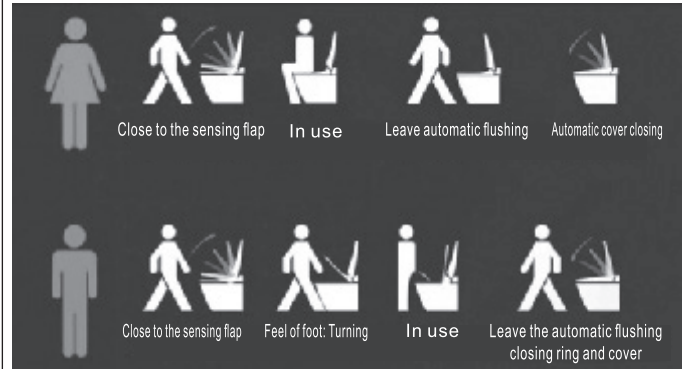 Close to the sensing flap
In use
Leave automatic flushing
Automatic cover closing
Close to the sensing flap
Feel of foot: Turning
In use
Leave the automatic flushing
closing ring and cover